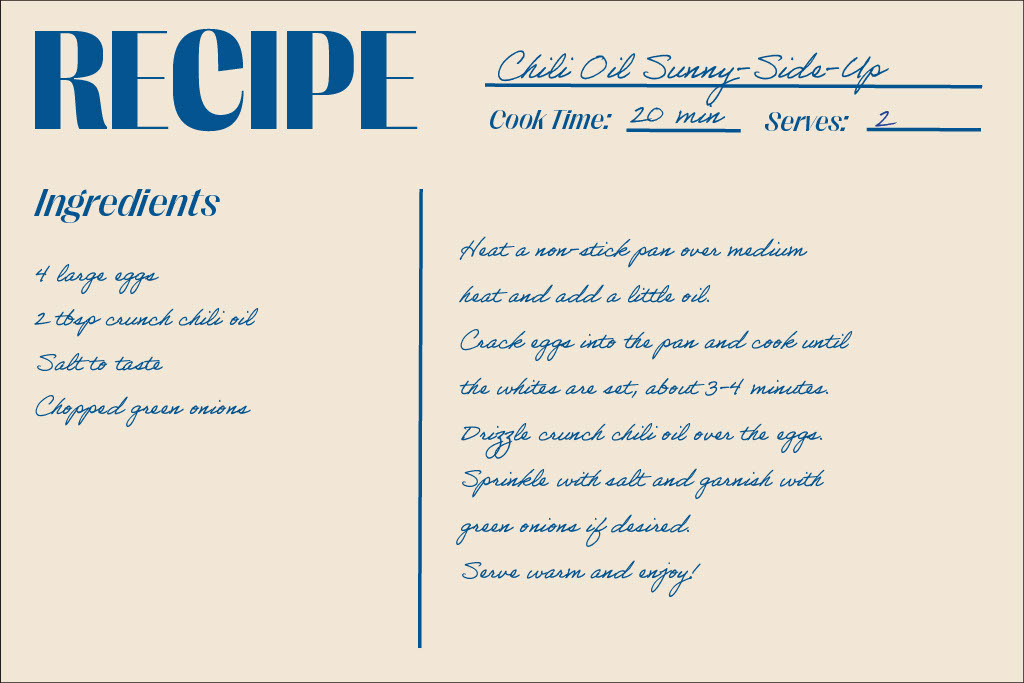 RECIPE
Chili Oil Sunny-Side-Up
Cook Time: 20 min Serves: 2
Ingredients
4 large eggs
2 tbsp crunch chili oil
Salt to taste
Chopped green onions
Heat a non-stick pan over medium
heat and add a little oil.
Crack eggs into the pan and cook until
the whites are set, about 3-4 minutes.
Drizzle crunch chili oil over the eggs.
Sprinkle with salt and garnish with
green onions if desired.
Serve warm and enjoy!